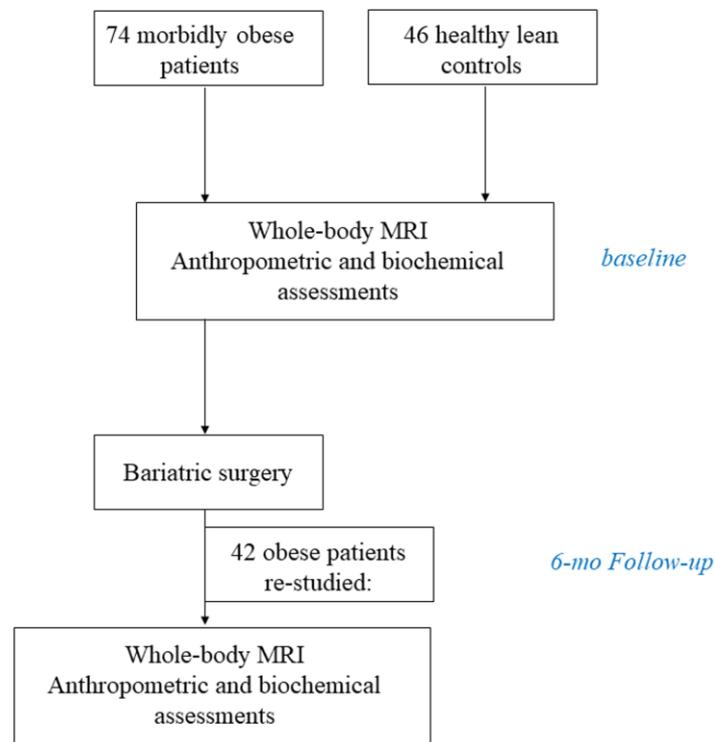 74 morbidly obese
patients
46 healthy lean
controls
Whole-body MRI
Anthropometric and biochemical
assessments
baseline
Bariatric surgery
42 obese patients
re-studied:
6-mo Follow-up
Whole-body MRI
Anthropometric and biochemical
assessments